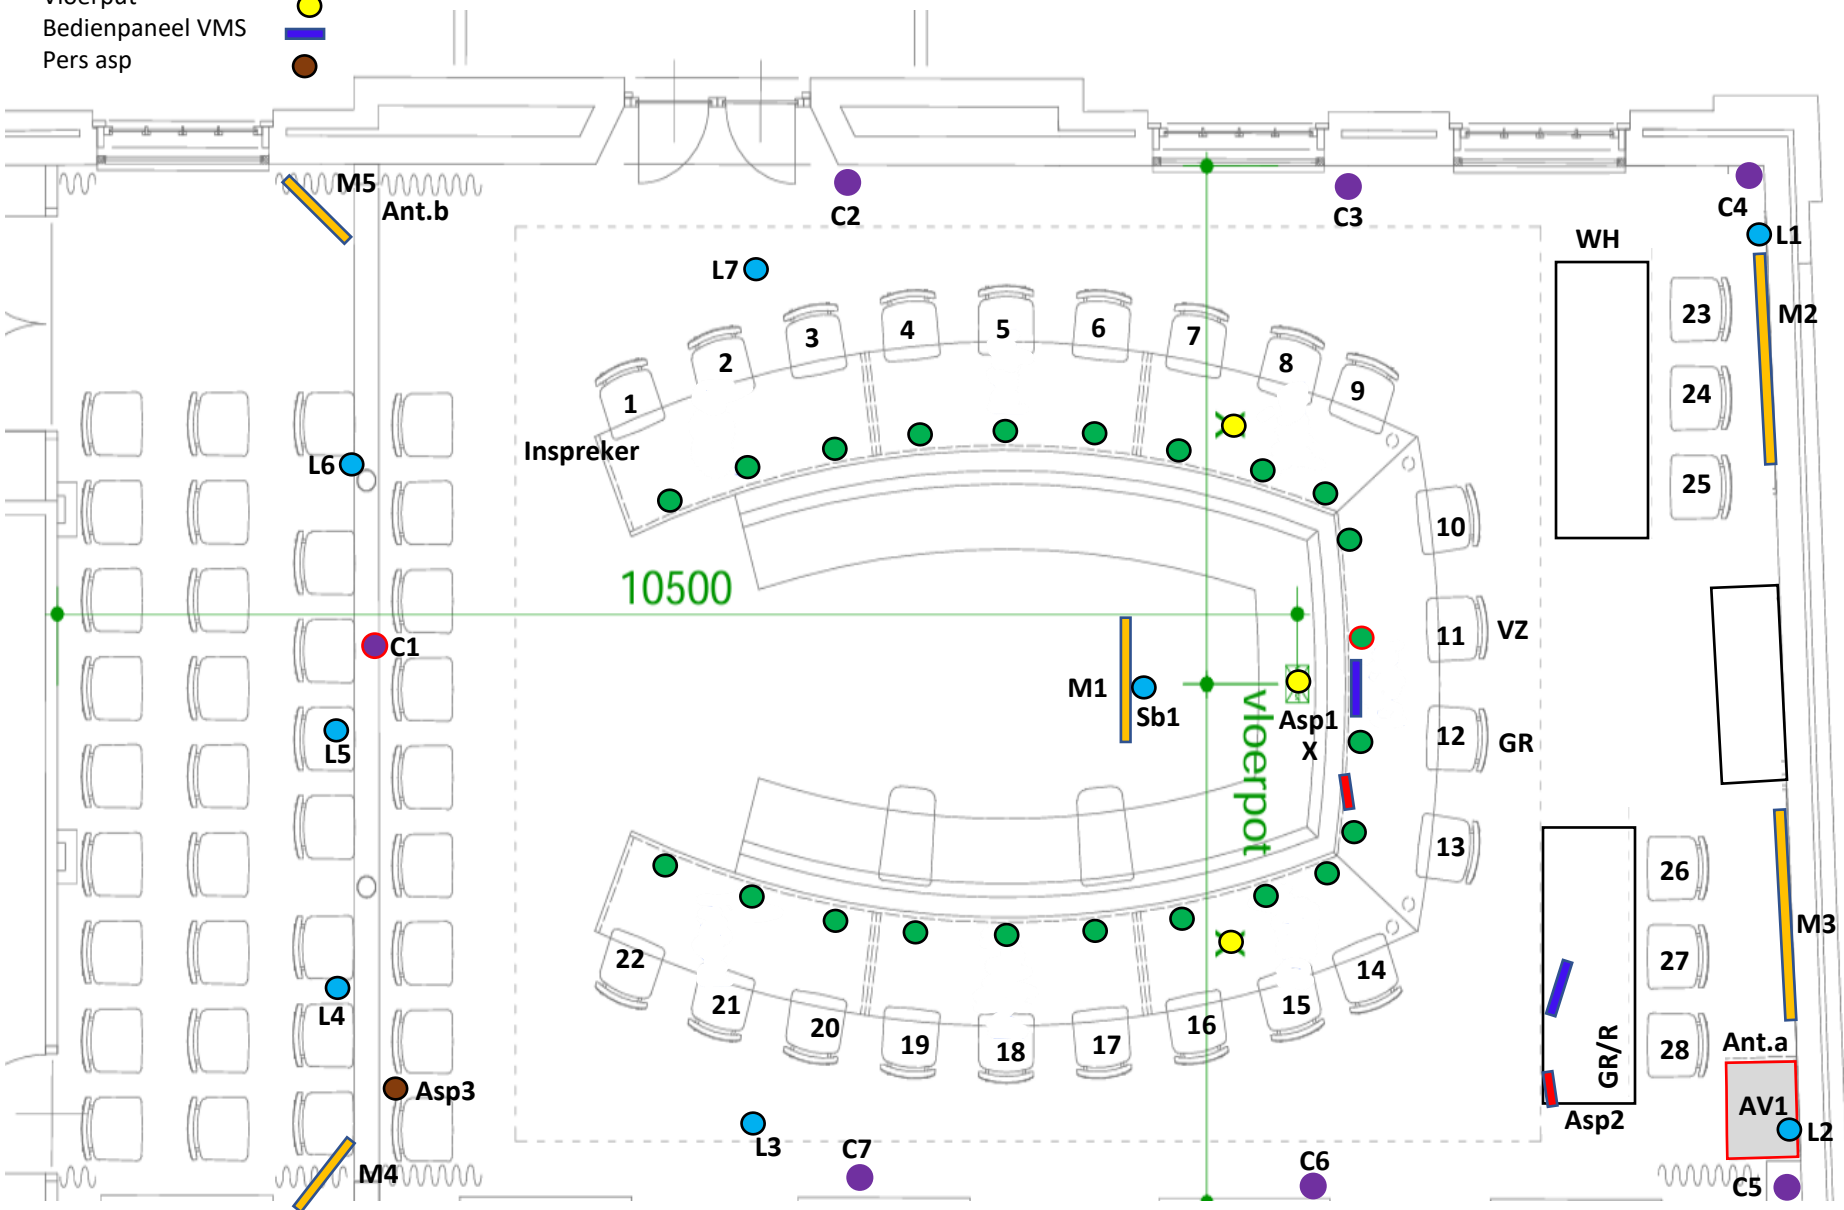 Bedienpaneel VMS
Pers asp
M5
Ant.b
C2
C3
C4
L1
WH
L7
M2
23
24
25
1
2
3
4
5
6
7
8
9
Inspreker
L6
10
10500
11
VZ
C1
M1
Sb1
Asp1
X
vloerpot
12
GR
L5
13
26
27
28
M3
22
21
20
19
18
17
16
15
14
L4
GR/R
Ant.a
AV1
L2
Asp2
Asp3
L3
C7
C6
C5
M4